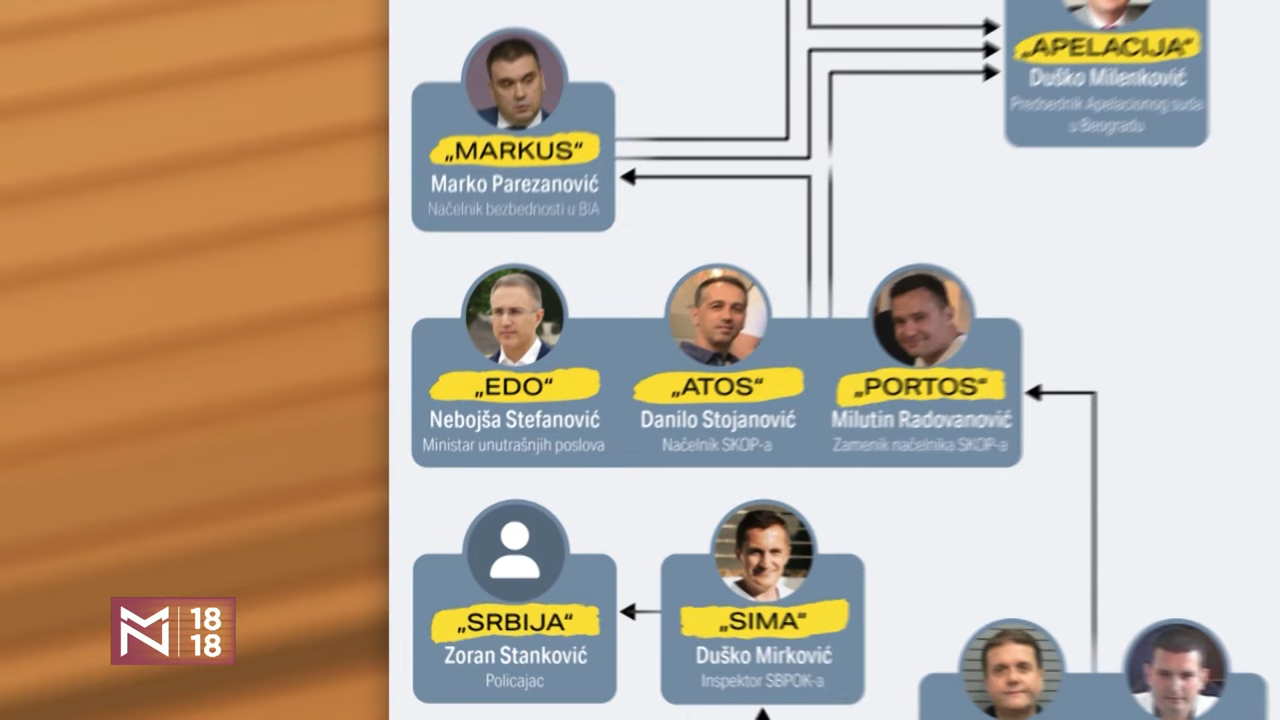 „APELACIJA“
Duško Milenković
Predsednik Apelacionog suda
u Beogradu
„MARKUS“
Marko Parezanović
Načelnik bezbednosti u BIA
„EDO“
Nebojša Stefanović
Ministar unutrašnjih poslova
„ATOS“
Danilo Stojanović
Načelnik SKOP-a
„PORTOS“
Milutin Radovanović
Zamenik načelnika SKOP-a
„SRBIJA“
Zoran Stanković
Policajac
„SIMA“
Duško Mirković
Inspektor SBPOK-a
18
18